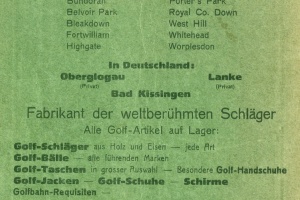 Bundoran Porter's Park
Belvoir Park Royal Co. Down
Bleakdown West Hill
Fortwilliam Whitehead
Highgate Worplesdon
In Deutschland:
Oberglogau Lanke
(Privat) (Privat)
Bad Kissingen
Fabrikant der weltberühmten Schläger
Alle Golf-Artikel auf Lager:
Golf-Schläger aus Holz und Eisen — jede Art
Golf-Bälle — alle führenden Marken
Golf-Taschen in grosser Auswahl — Besondere Golf-Handschuhe
Golf-Jacken — Golf-Schuhe — Schirme
Golfbahn-Requisiten —